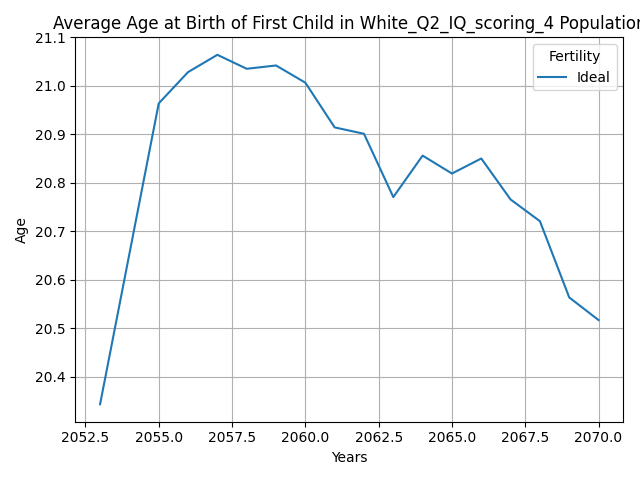 Average Age at Birth of First Child in White_Q2_IQ_scoring_4 Population
21.1
21.0
20.9
20.8
20.7
20.6
20.5
20.4
Age
Fertility
Ideal
2052.5 2055.0 2057.5 2060.0 2062.5 2065.0 2067.5 2070.0
Years